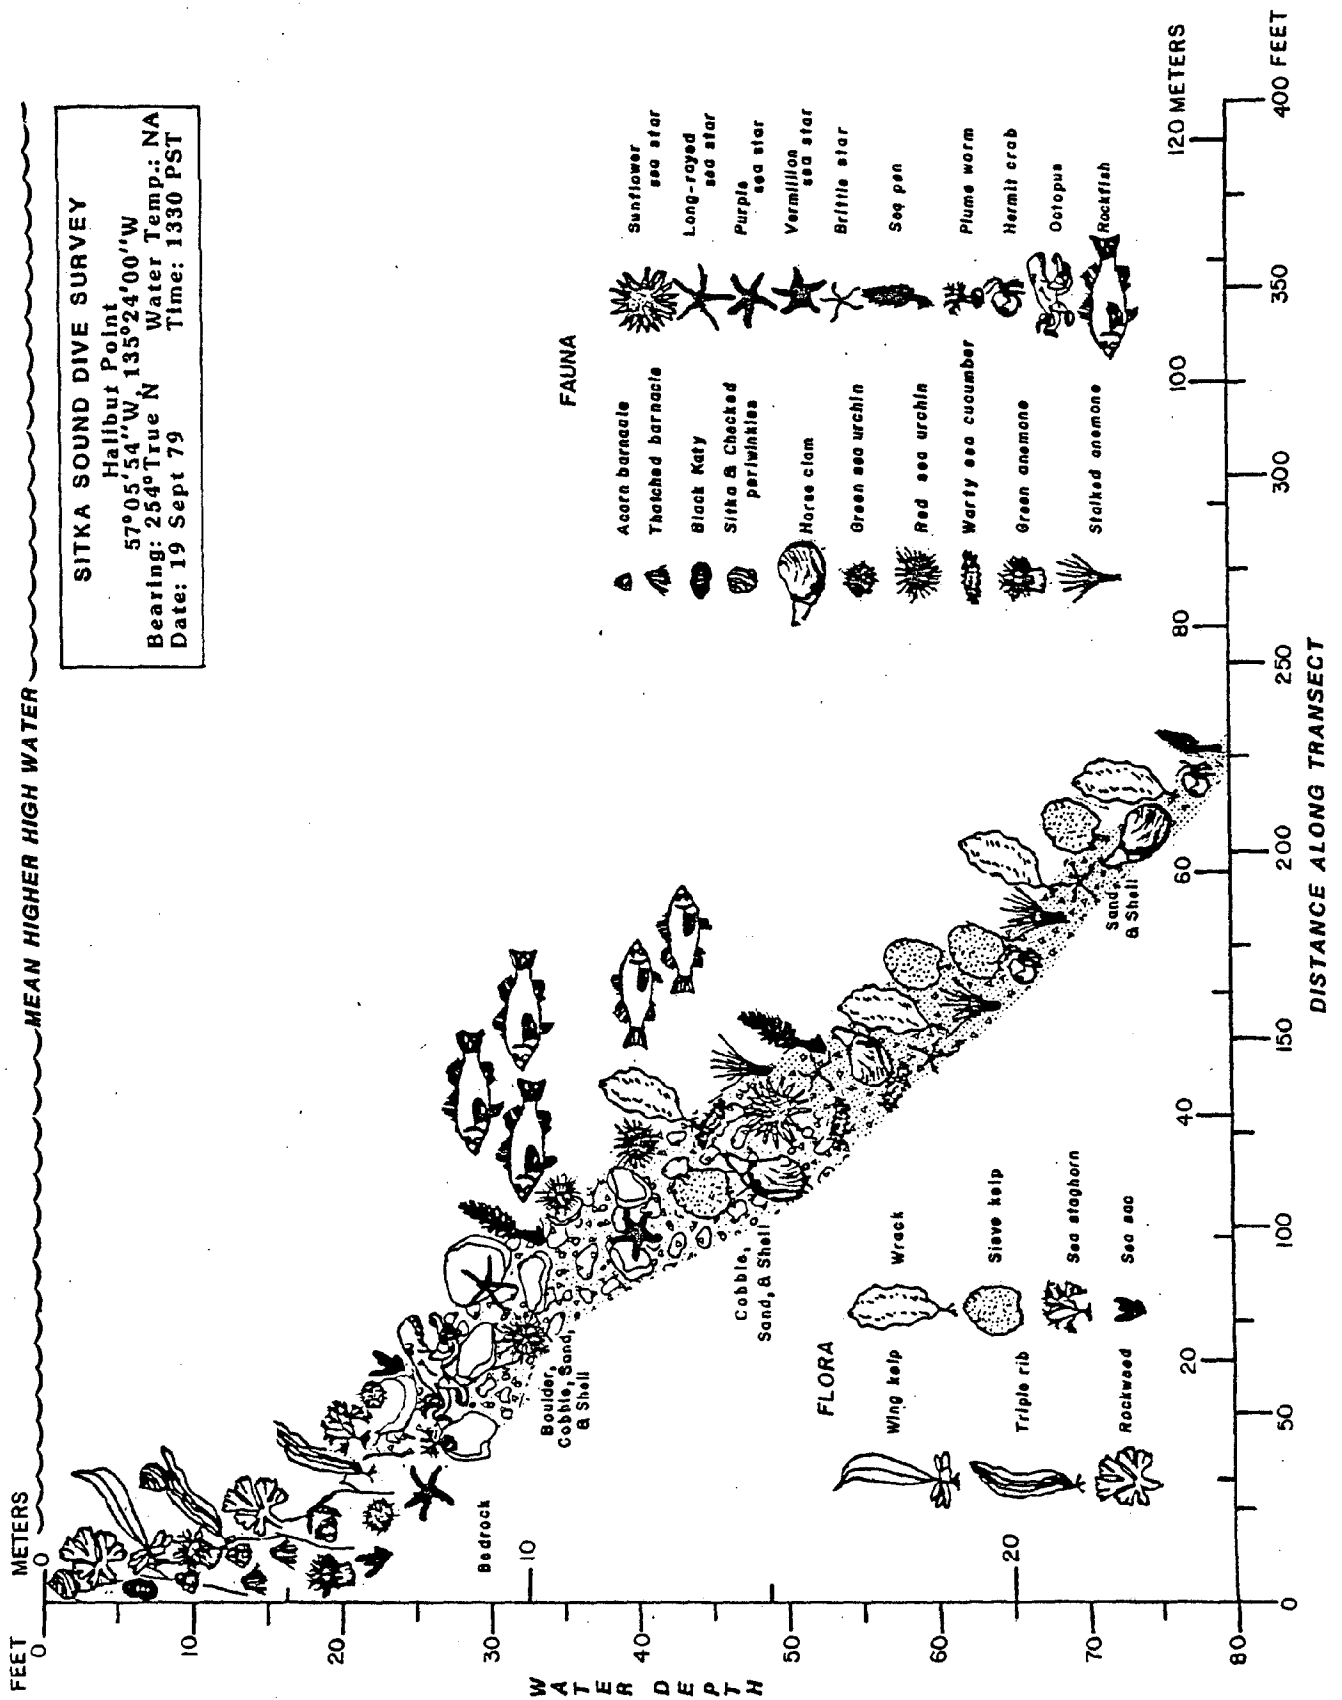 MEAN HIGHER HIGH WATER
SITKA SOUND DIVE SURVEY
Halibut Point
57°05'54"W, 135°24'00"W
Bearing: 254°True N Water Temp.: NA
Date: 19 Sept 79 Time: 1330 PST
FEET
METERS
0
10
20
30
40
50
60
70
80
0
10
20
WATER DEPTH
Bedrock
Boulder,
Cobble, Sand,
& Shell
Cobble,
Sand, & Shell
Sand,
& Shell
FLORA
Wing kelp
Triple rib
Rockweed
Wrack
Sieve kelp
Sea staghorn
Sea sac
FAUNA
Acorn barnacle
Thatched barnacle
Black Katy
Sitka & Checked
periwinkles
Horse clam
Green sea urchin
Red sea urchin
Warty sea cucumber
Green anemone
Stalked anemone
Sunflower
sea star
Long-rayed
sea star
Purple
sea star
Vermillion
sea star
Brittle star
Sea pen
Plume worm
Hermit crab
Octopus
Rockfish
20
40
60
80
100
120 METERS
0
50
100
150
200
250
300
350
400 FEET
DISTANCE ALONG TRANSECT